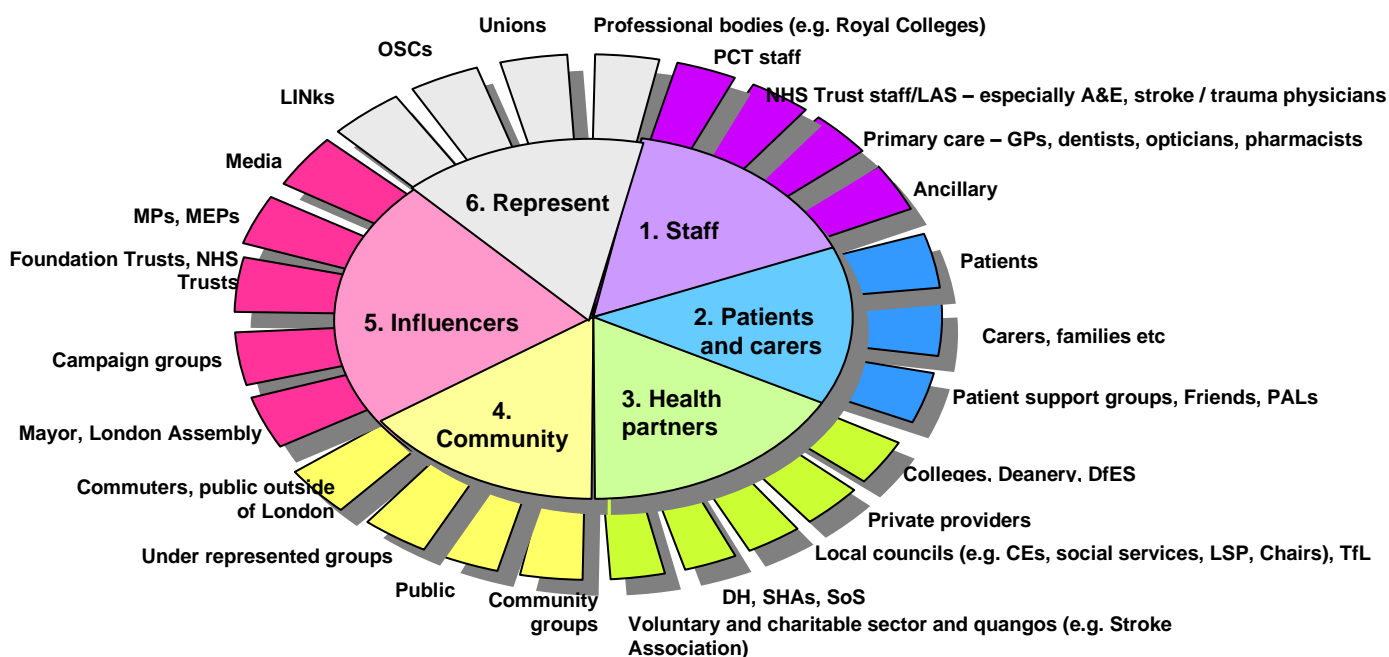 Unions
Professional bodies (e.g. Royal Colleges)
OSCs
PCT staff
LINks
NHS Trust staff/LAS – especially A&E, stroke / trauma physicians
Media
Primary care – GPs, dentists, opticians, pharmacists
Ancillary
MPs, MEPs
6. Represent
1. Staff
Foundation Trusts, NHS
Trusts
Patients
5. Influencers
2. Patients
and carers
Carers, families etc
Campaign groups
Patient support groups, Friends, PALs
4.
Community
3. Health
partners
Mayor, London Assembly
Colleges, Deanery, DfES
Commuters, public outside
of London
Private providers
Under represented groups
Local councils (e.g. CEs, social services, LSP, Chairs), TfL
Public
DH, SHAs, SoS
Community
groups
Voluntary and charitable sector and quangos (e.g. Stroke
Association)